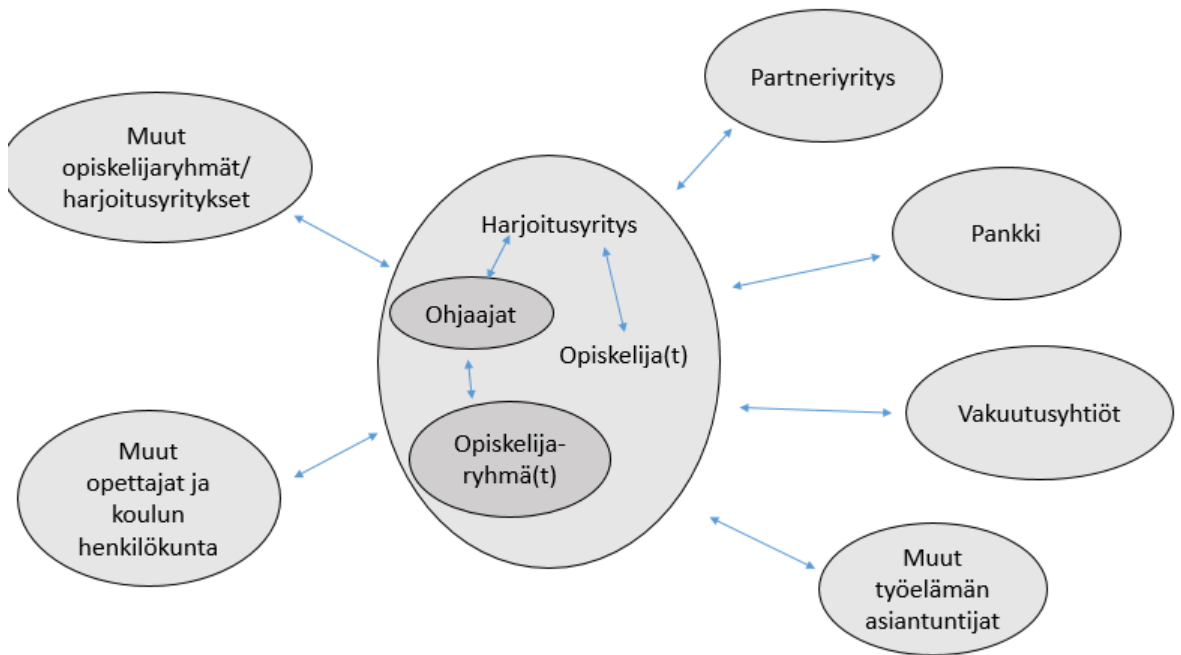 Partneriyritys
Muut
opiskelijaryhmät/
harjoitusyritykset
Harjoitusyritys
Pankki
Ohjaajat
Opiskelija(t)
Vakuutusyhtiöt
Opiskelija-
ryhmä(t)
Muut
opettajat ja
koulun
henkilökunta
Muut
työelämän
asiantuntijat